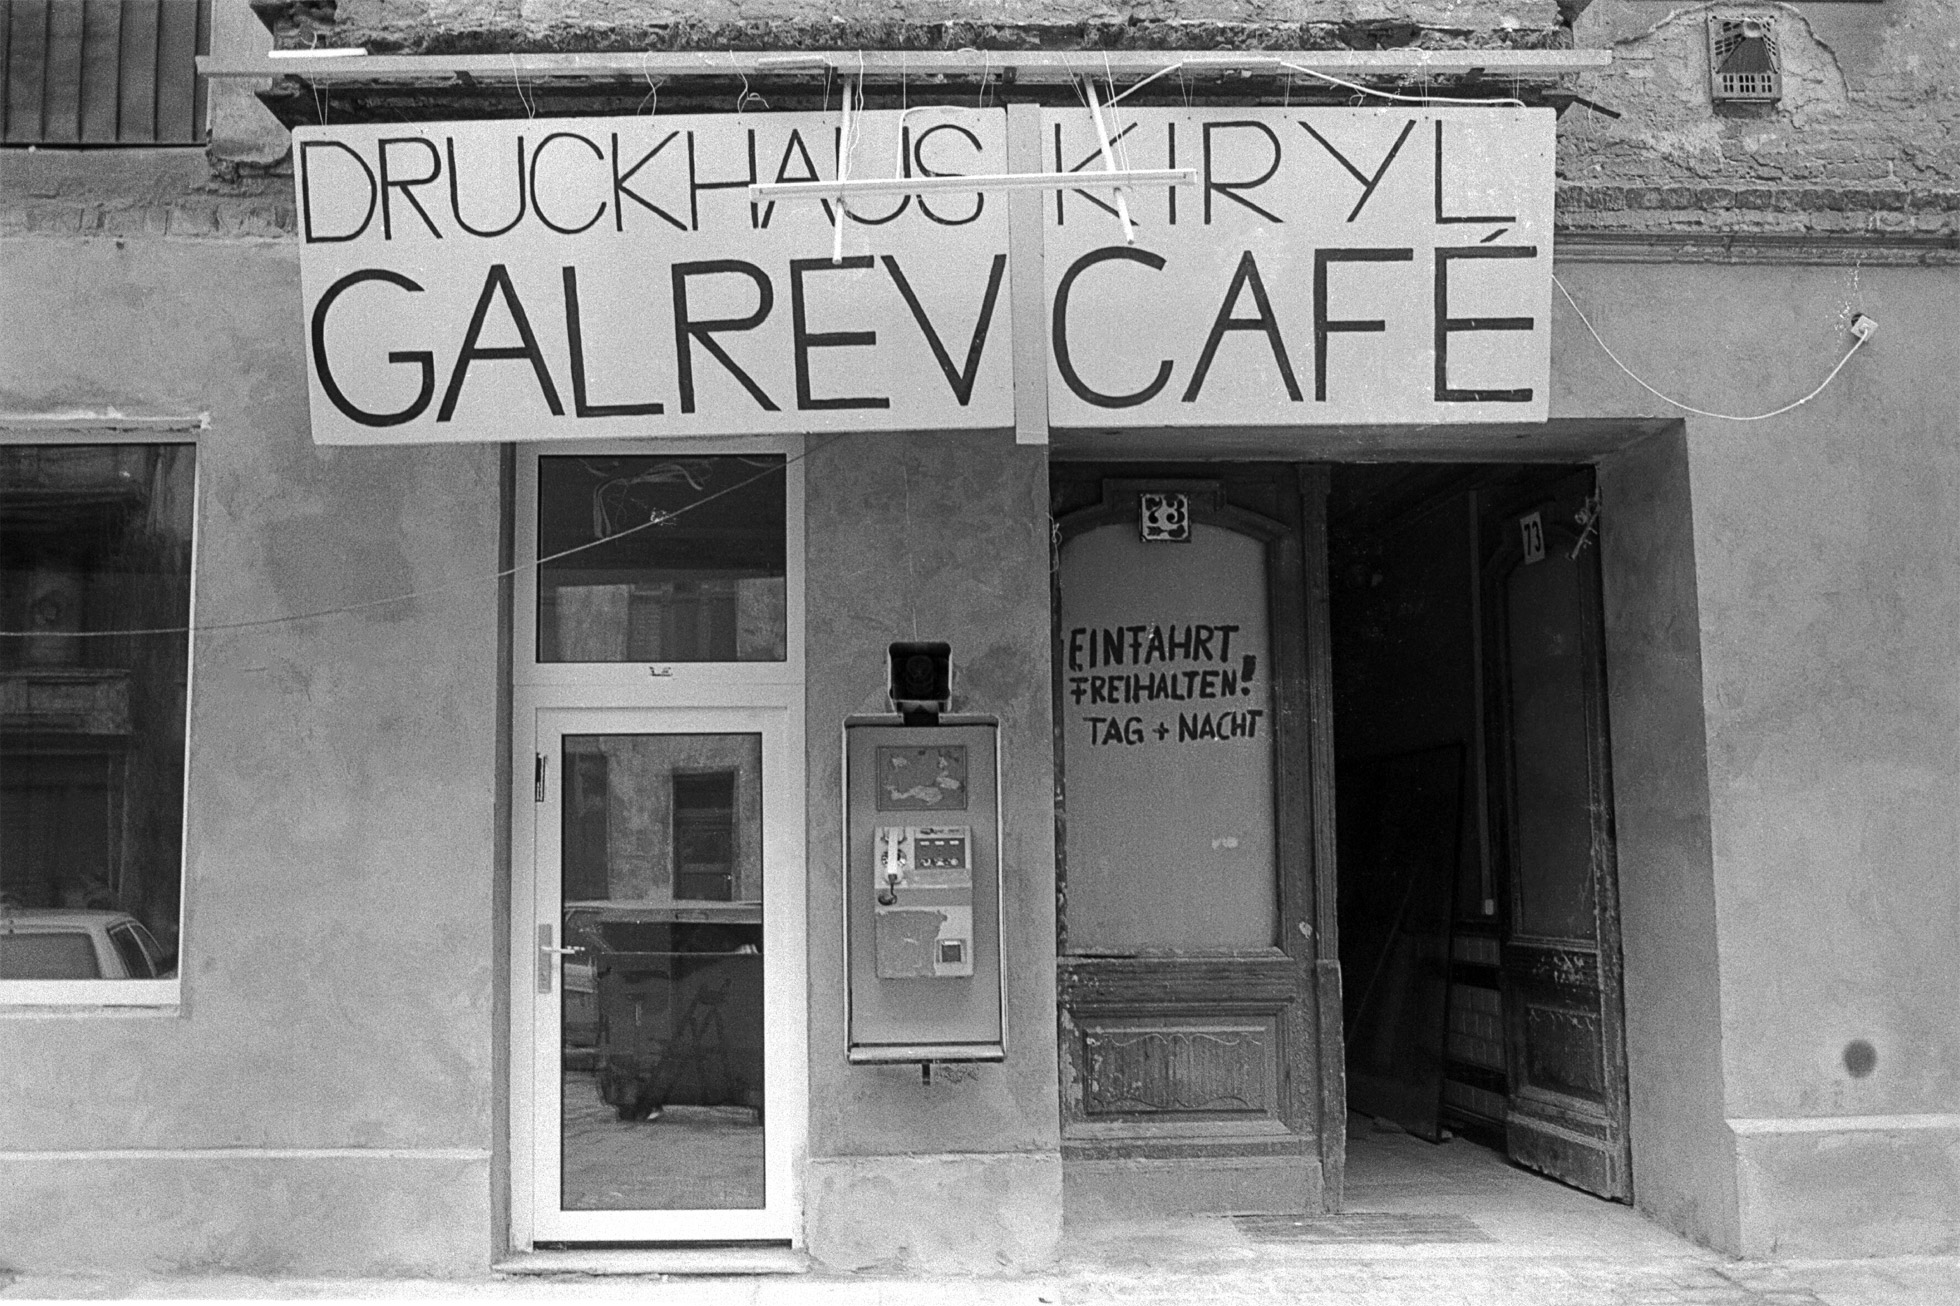 DRUCKHAUS KIRYL
GALREV CAFÉ
73
73
EINFAHRT
FREIHALTEN!
TAG + NACHT